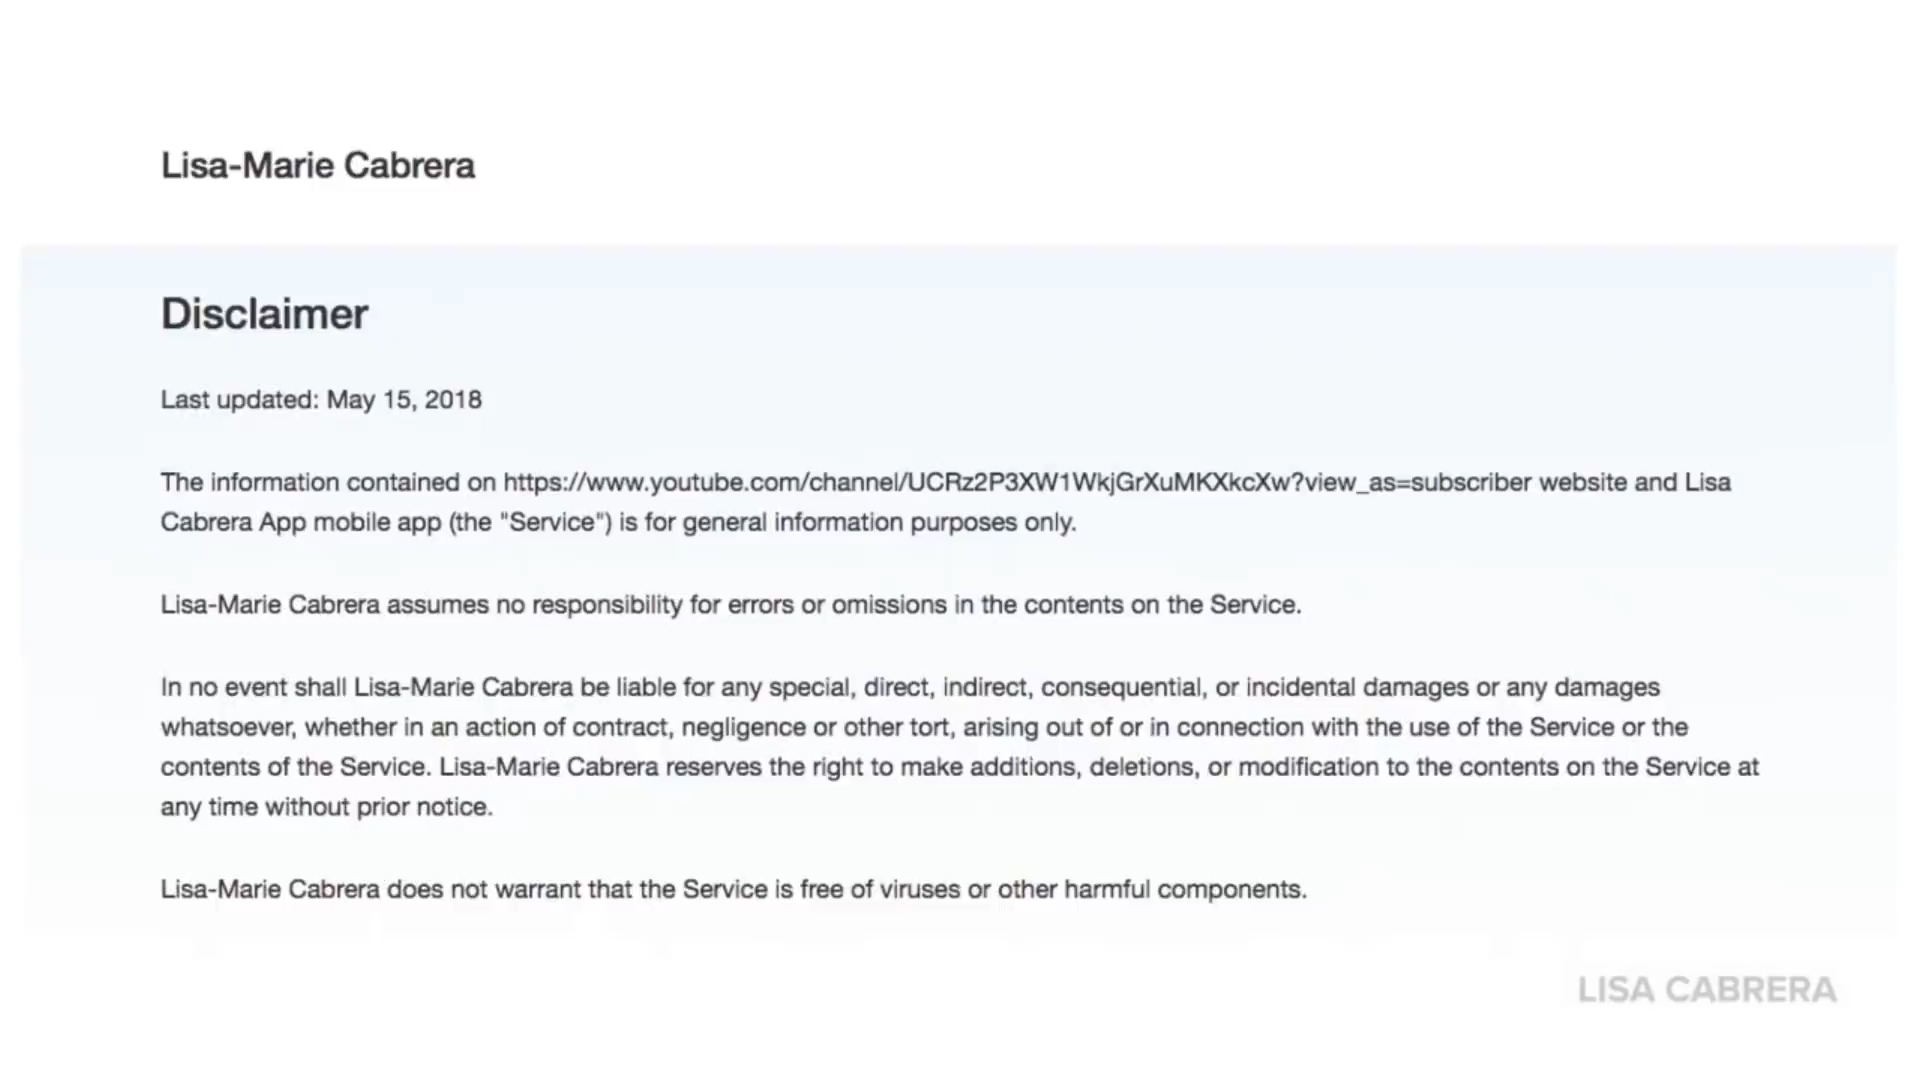 Lisa-Marie Cabrera
Disclaimer
Last updated: May 15, 2018
The information contained on https://www.youtube.com/channel/UCRz2P3XW1WkjGrXuMKXkcXw?view_as=subscriber website and Lisa
Cabrera App mobile app (the "Service") is for general information purposes only.
Lisa-Marie Cabrera assumes no responsibility for errors or omissions in the contents on the Service.
In no event shall Lisa-Marie Cabrera be liable for any special, direct, indirect, consequential, or incidental damages or any damages
whatsoever, whether in an action of contract, negligence or other tort, arising out of or in connection with the use of the Service or the
contents of the Service. Lisa-Marie Cabrera reserves the right to make additions, deletions, or modification to the contents on the Service at
any time without prior notice.
Lisa-Marie Cabrera does not warrant that the Service is free of viruses or other harmful components.
LISA CABRERA